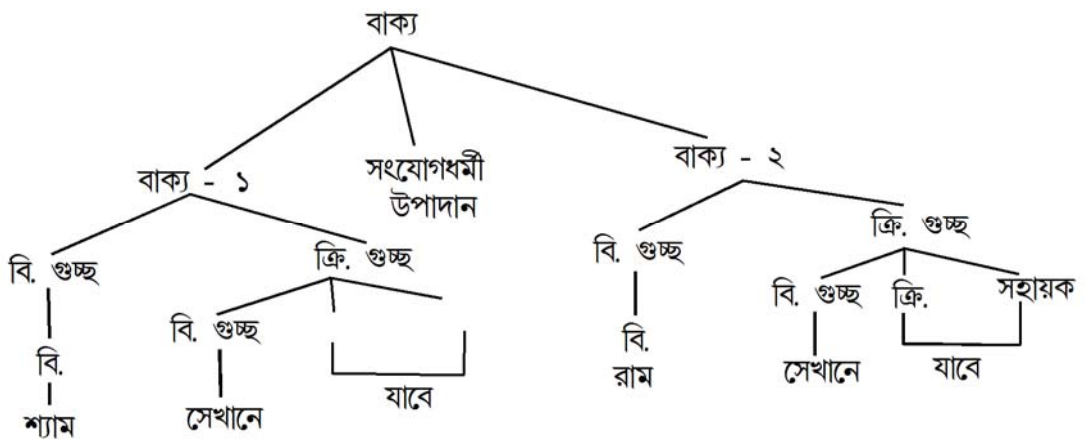 বাক্য
বাক্য - ১
সংযোগধর্মী
উপাদান
বাক্য - ২
বি. গুচ্ছ
ক্রি. গুচ্ছ
বি. গুচ্ছ
ক্রি. গুচ্ছ
বি.
শ্যাম
বি. গুচ্ছ
সেখানে
যাবে
বি.
রাম
বি. গুচ্ছ
ক্রি.
সহায়ক
সেখানে
যাবে